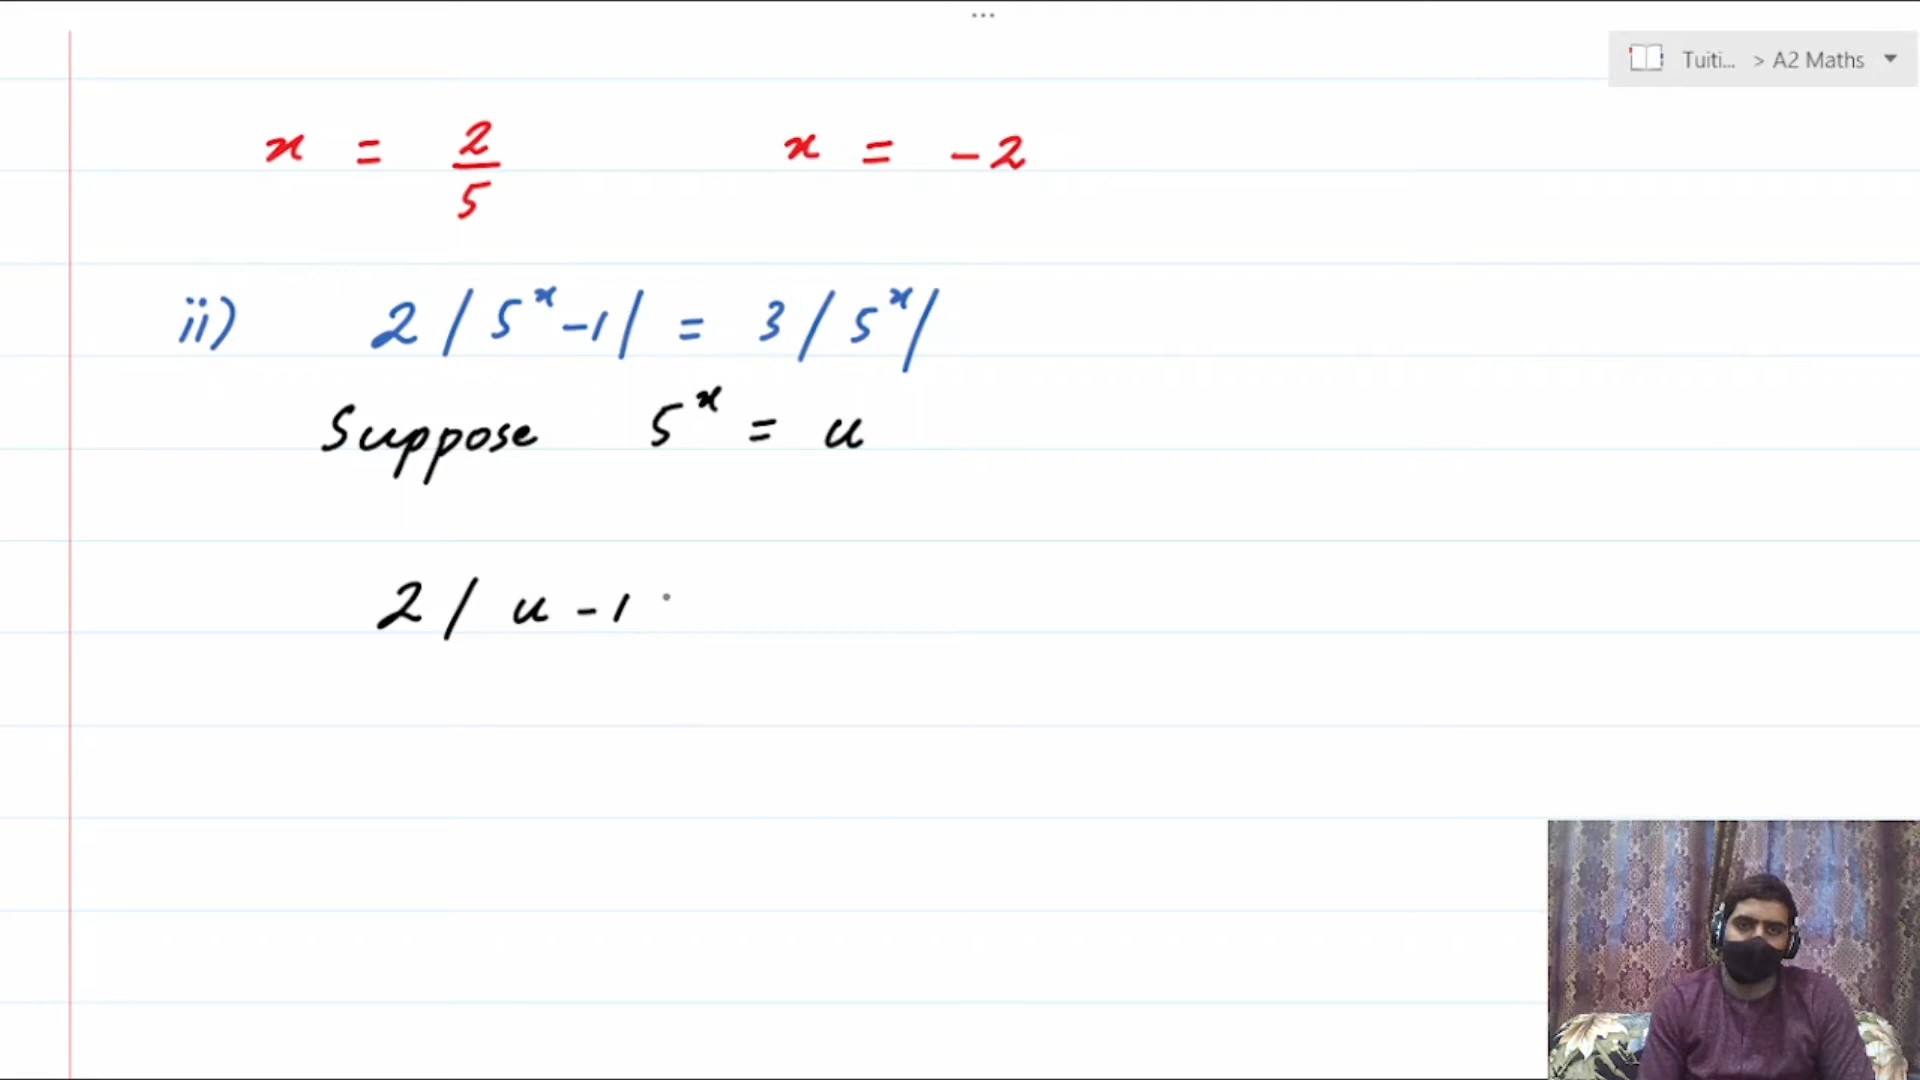 ...
Tuiti... > A2 Maths
x = 2/5 x = -2
ii) 2|5^x-1| = 3|5^x|
Suppose 5^x = u
2|u-1